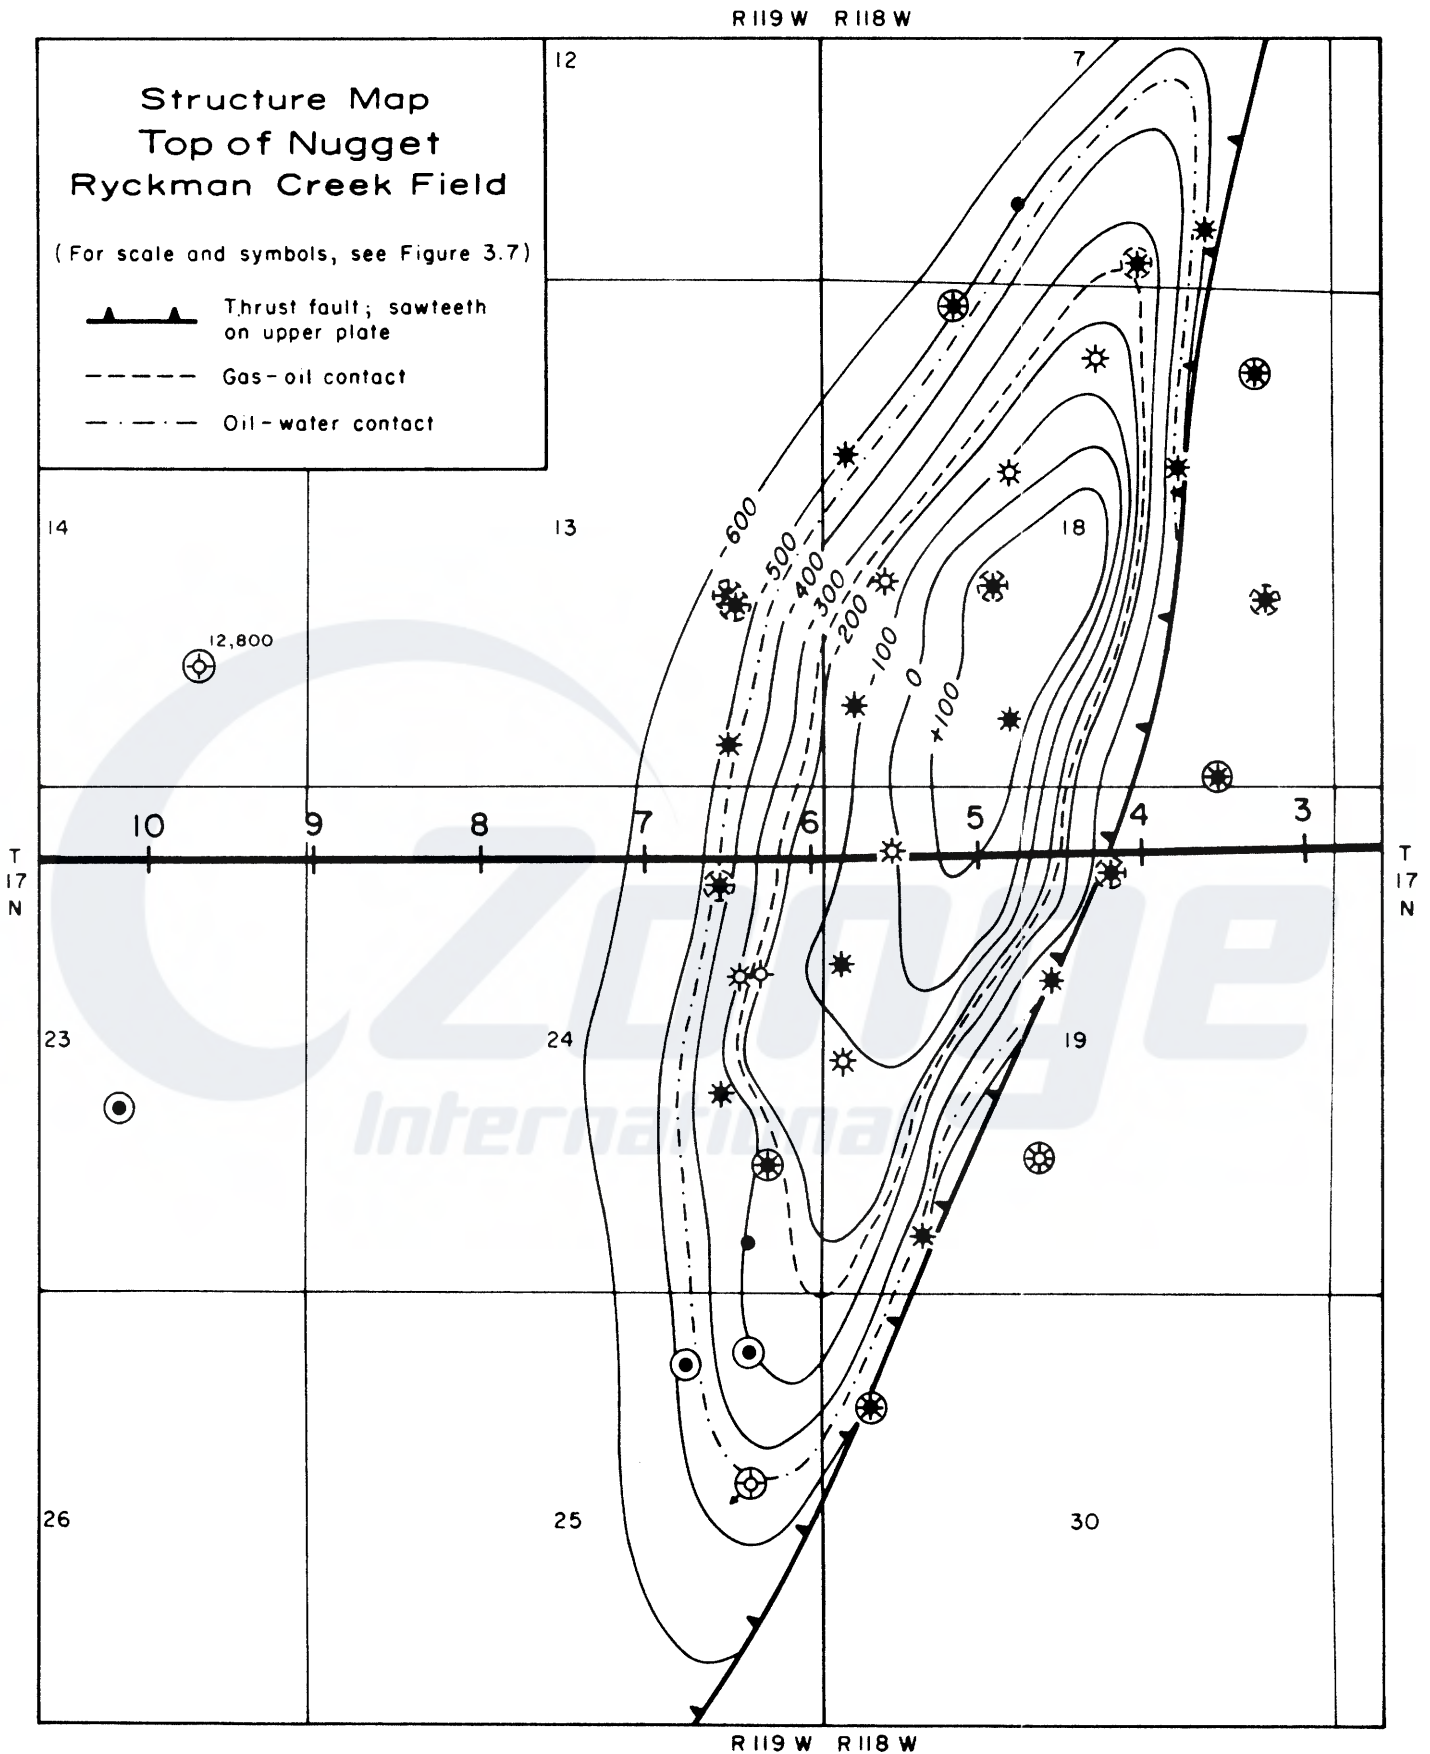 R 119 W R 118 W
Structure Map
Top of Nugget
Ryckman Creek Field
(For scale and symbols, see Figure 3.7)
Thrust fault; sawteeth
on upper plate
Gas-oil contact
Oil-water contact
12
7
14
13
18
-600
-500
-400
-300
-200
-100
0
+100
12,800
10
9
8
7
6
5
4
3
T
17
N
T
17
N
Zonge
International
23
24
19
26
25
30
R 119 W R 118 W